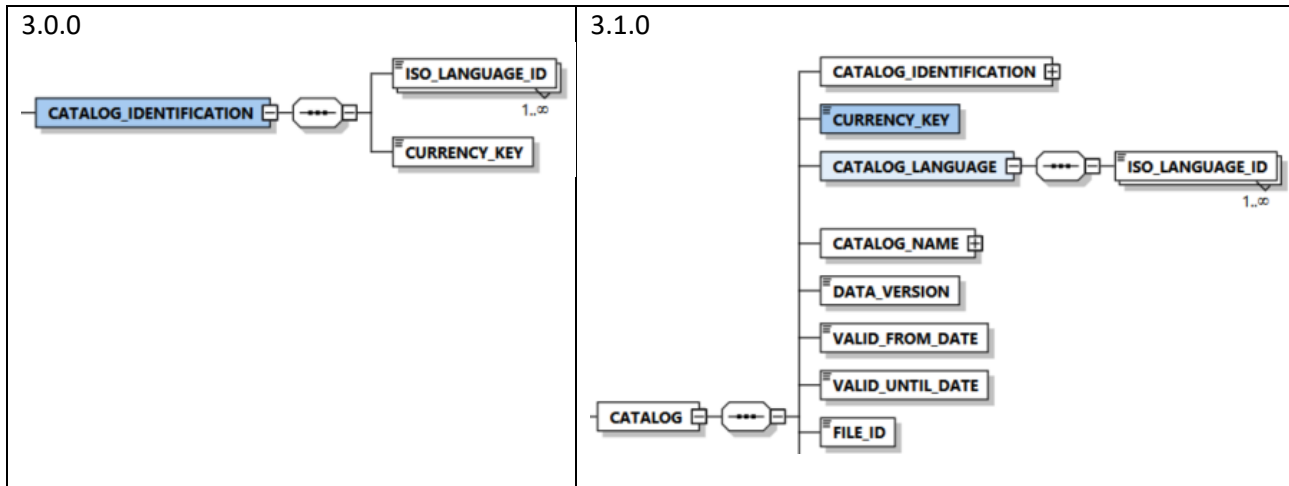 3.0.0
ISO_LANGUAGE_ID
1..∞
CATALOG_IDENTIFICATION
CURRENCY_KEY
3.1.0
CATALOG_IDENTIFICATION
CURRENCY_KEY
CATALOG_LANGUAGE
ISO_LANGUAGE_ID
1..∞
CATALOG_NAME
DATA_VERSION
VALID_FROM_DATE
VALID_UNTIL_DATE
CATALOG
FILE_ID